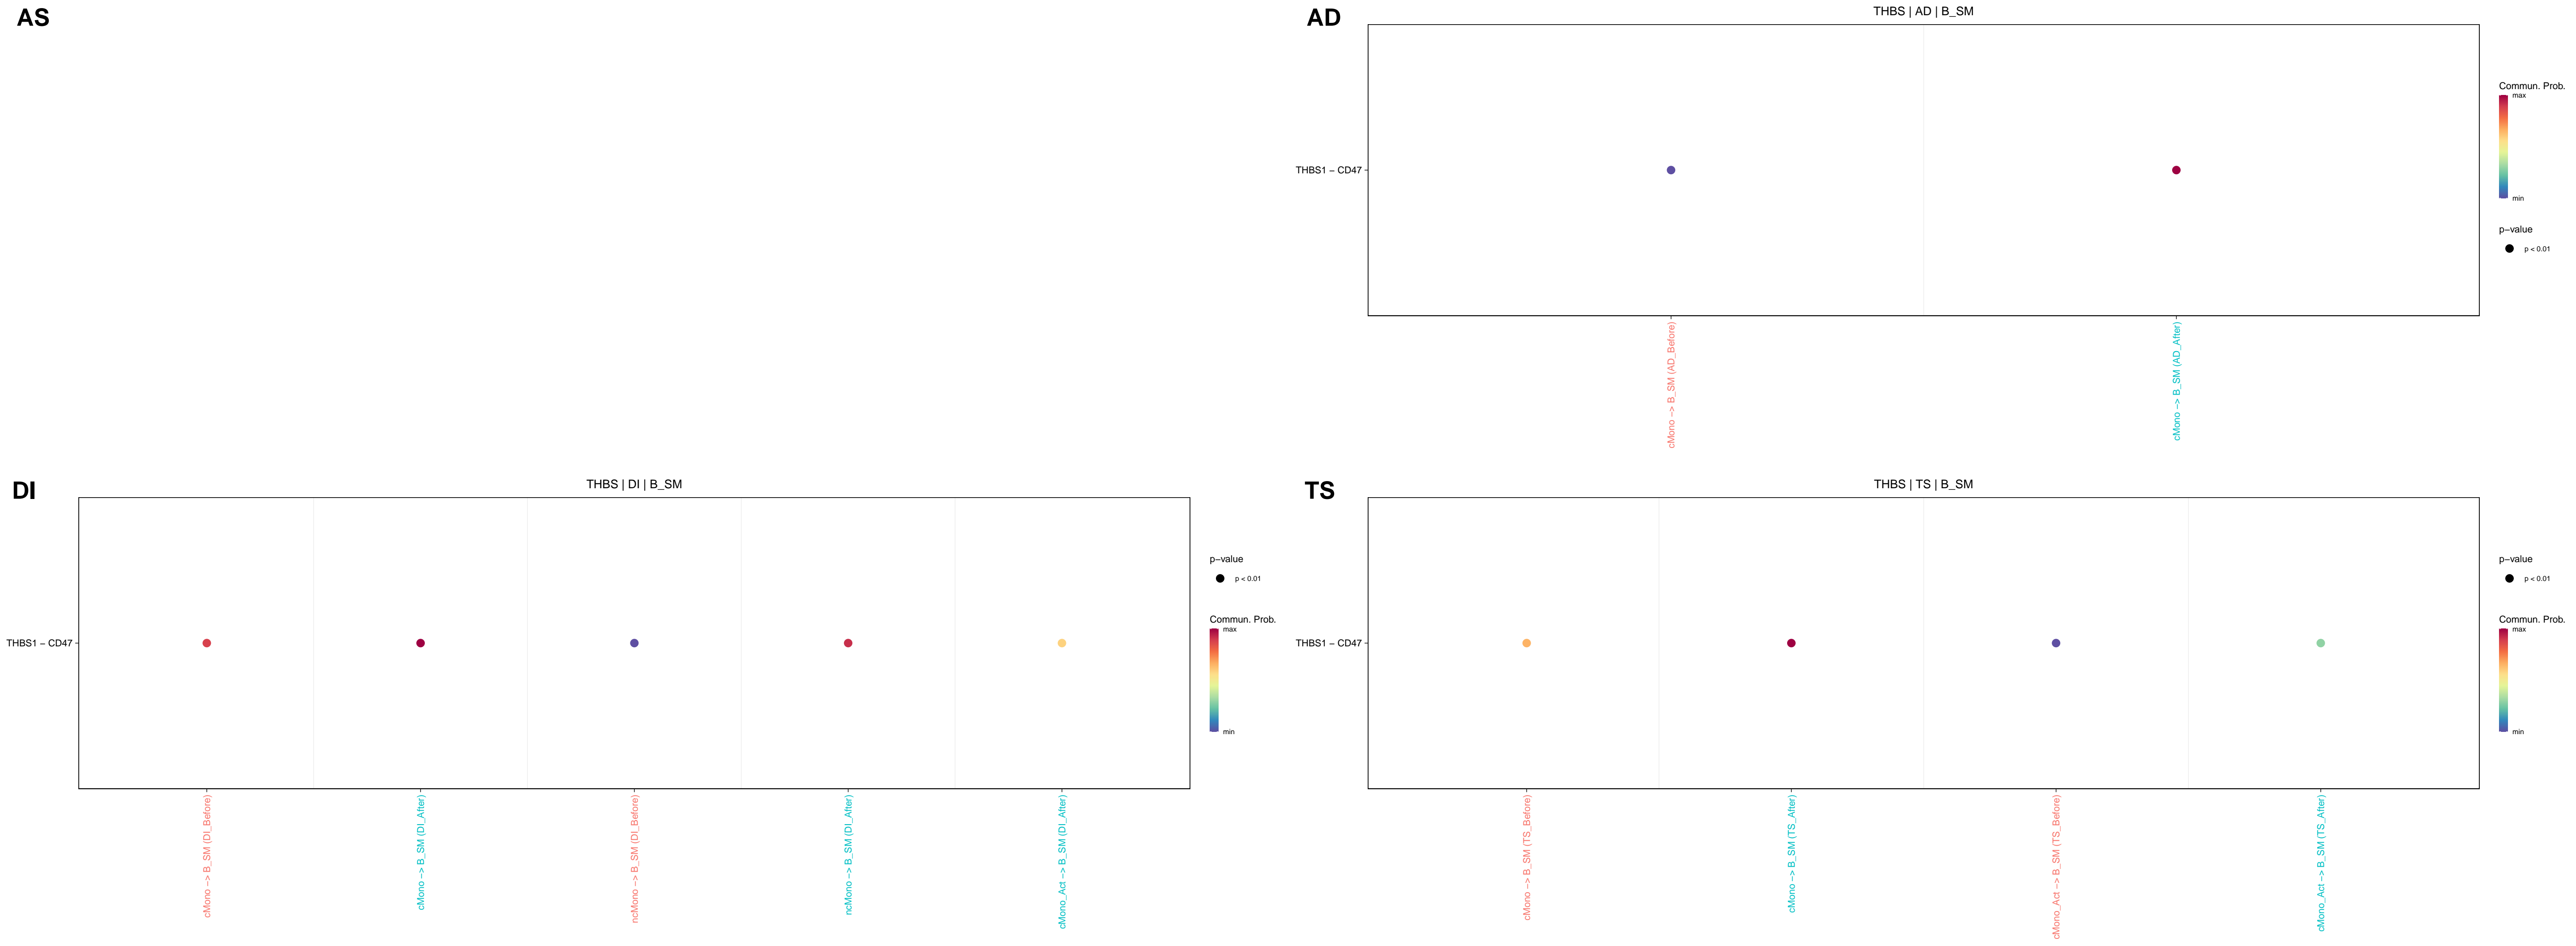 AS
AD
THBS | AD | B_SM
THBS1 − CD47
cMono −> B_SM (AD_Before)
cMono −> B_SM (AD_After)
Commun. Prob.
max
min
p−value
p < 0.01
DI
THBS | DI | B_SM
THBS1 − CD47
cMono −> B_SM (DI_Before)
cMono −> B_SM (DI_After)
ncMono −> B_SM (DI_Before)
ncMono −> B_SM (DI_After)
cMono_Act −> B_SM (DI_After)
p−value
p < 0.01
Commun. Prob.
max
min
TS
THBS | TS | B_SM
THBS1 − CD47
cMono −> B_SM (TS_Before)
cMono −> B_SM (TS_After)
cMono_Act −> B_SM (TS_Before)
cMono_Act −> B_SM (TS_After)
p−value
p < 0.01
Commun. Prob.
max
min